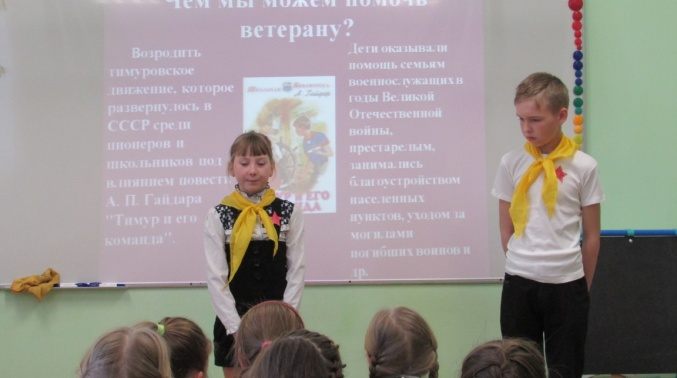 Чем мы можем помочь
ветерану?
Возродить
тимуровское
движение, которое
развернулось в
СССР среди
пионеров и
школьников под
влиянием повести
А. П. Гайдара
"Тимур и его
команда".
Дети оказывали
помощь семьям
военнослужащих в
годы Великой
Отечественной
войны,
престарелым,
занимались
благоустройством
населенных
пунктов, уходом за
могилами
погибших воинов и
др.